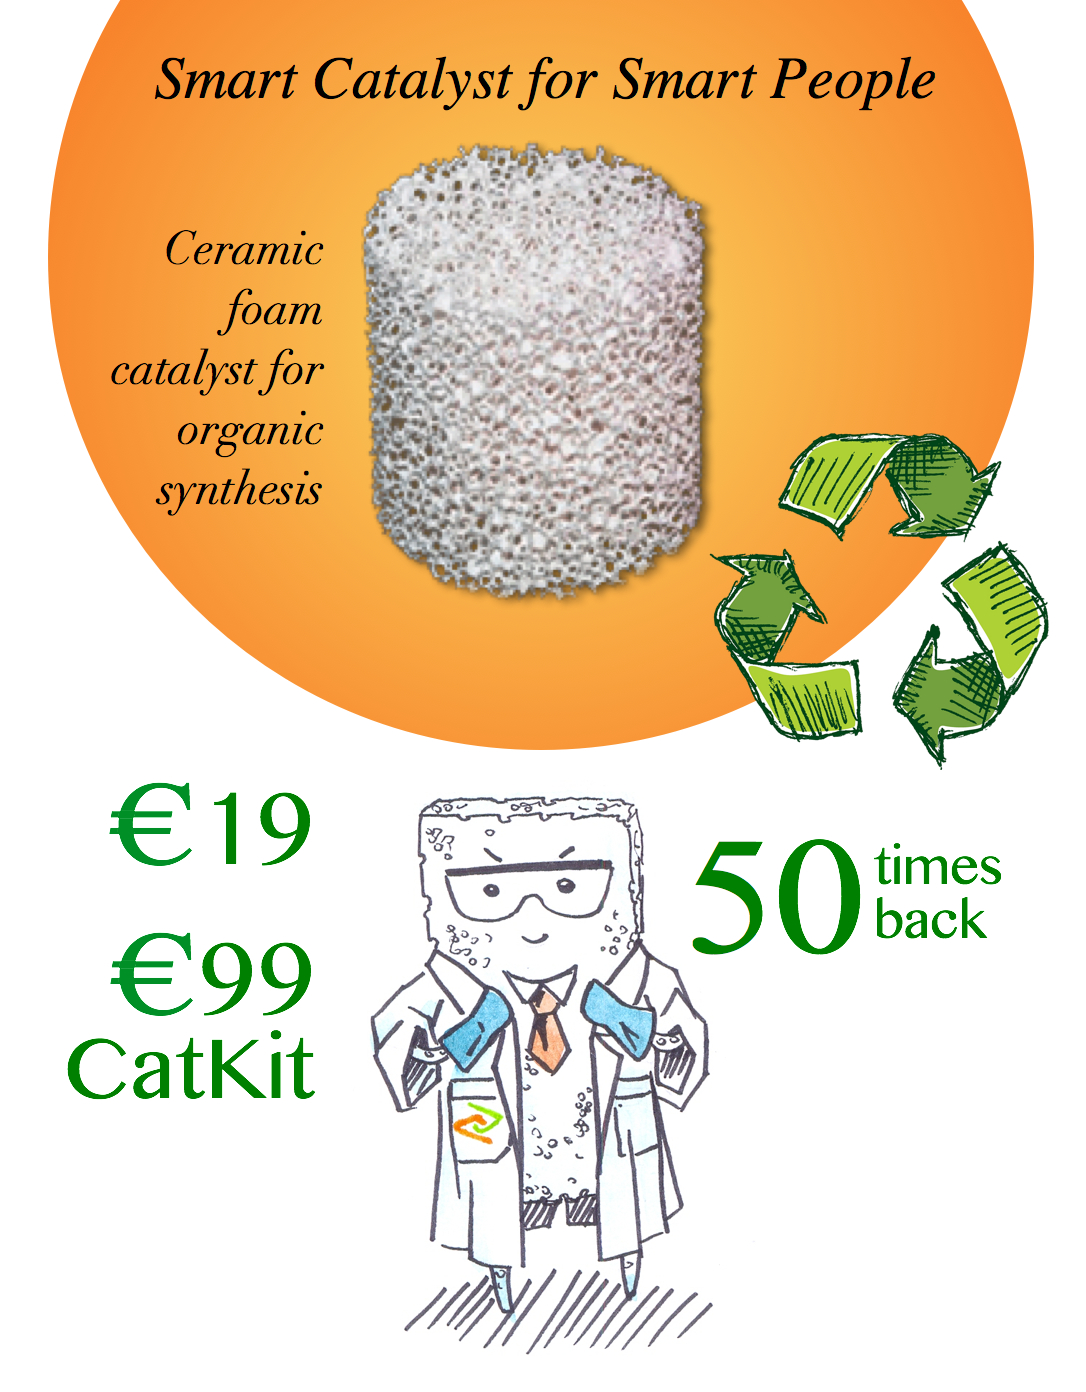 Smart Catalyst for Smart People
Ceramic
foam
catalyst for
organic
synthesis
€19
€99
CatKit
50 times
back